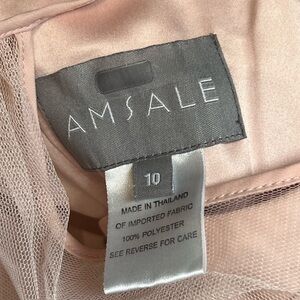 AMSALE
10
MADE IN THAILAND
OF IMPORTED FABRIC
100% POLYESTER
SEE REVERSE FOR CARE